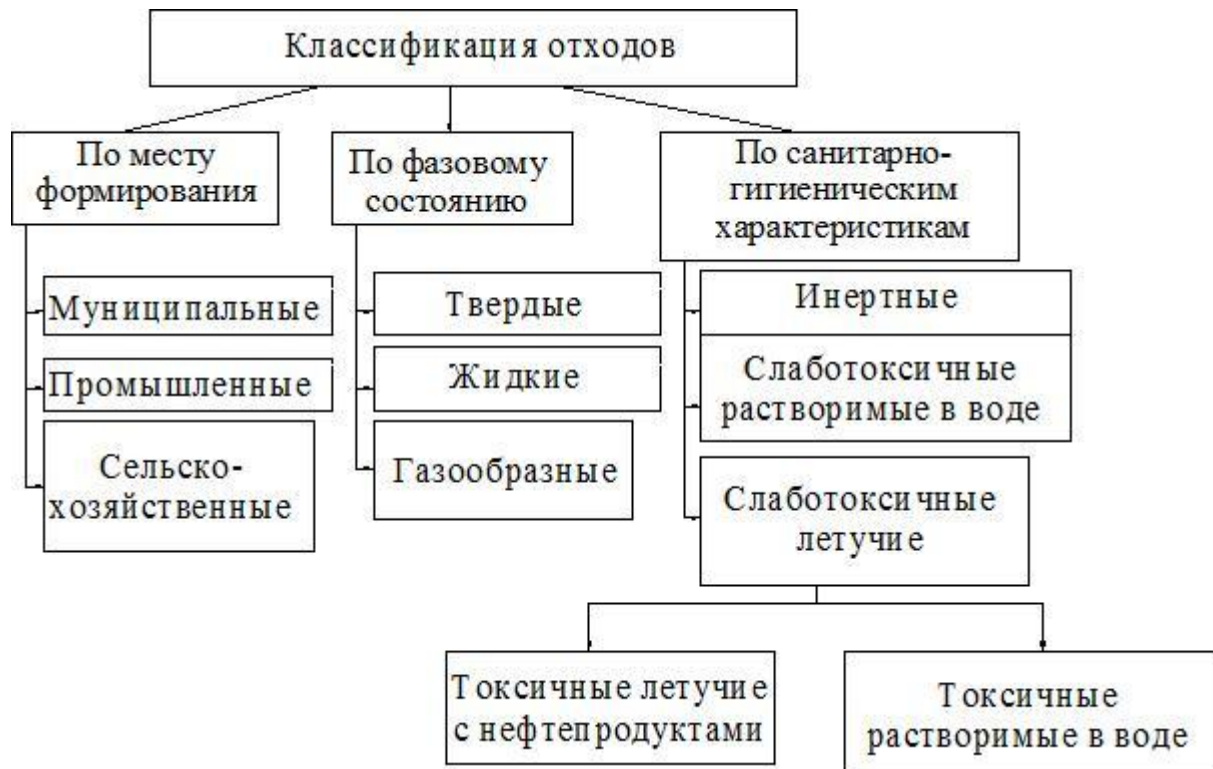 Классификация отходов
По месту
формирования
Муниципальные
Промышленные
Сельско-
хозяйственные
По фазовому
состоянию
Твердые
Жидкие
Газообразные
По санитарно-
гигиеническим
характеристикам
Инертные
Слаботоксичные
растворимые в воде
Слаботоксичные
летучие
Токсичные летучие
с нефтепродуктами
Токсичные
растворимые в воде